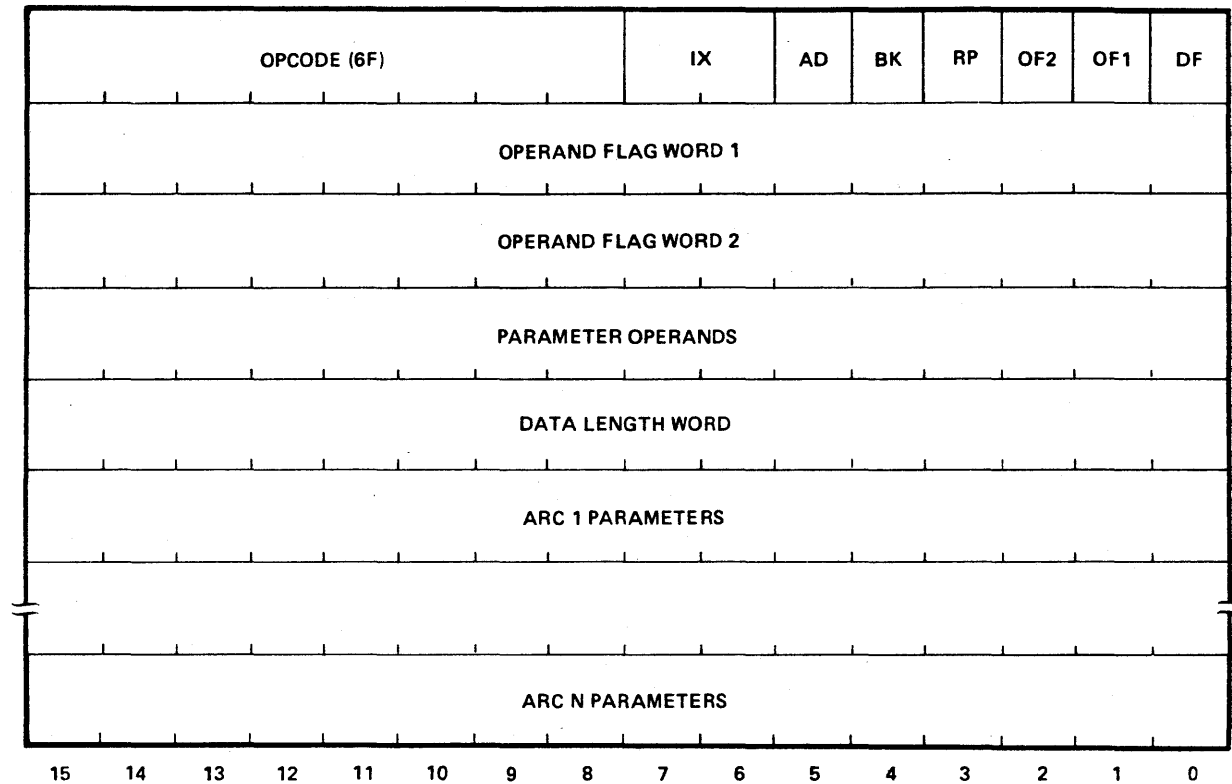 OPCODE (6F) IX AD BK RP OF2 OF1 DF
OPERAND FLAG WORD 1
OPERAND FLAG WORD 2
PARAMETER OPERANDS
DATA LENGTH WORD
ARC 1 PARAMETERS
ARC N PARAMETERS
15 14 13 12 11 10 9 8 7 6 5 4 3 2 1 0